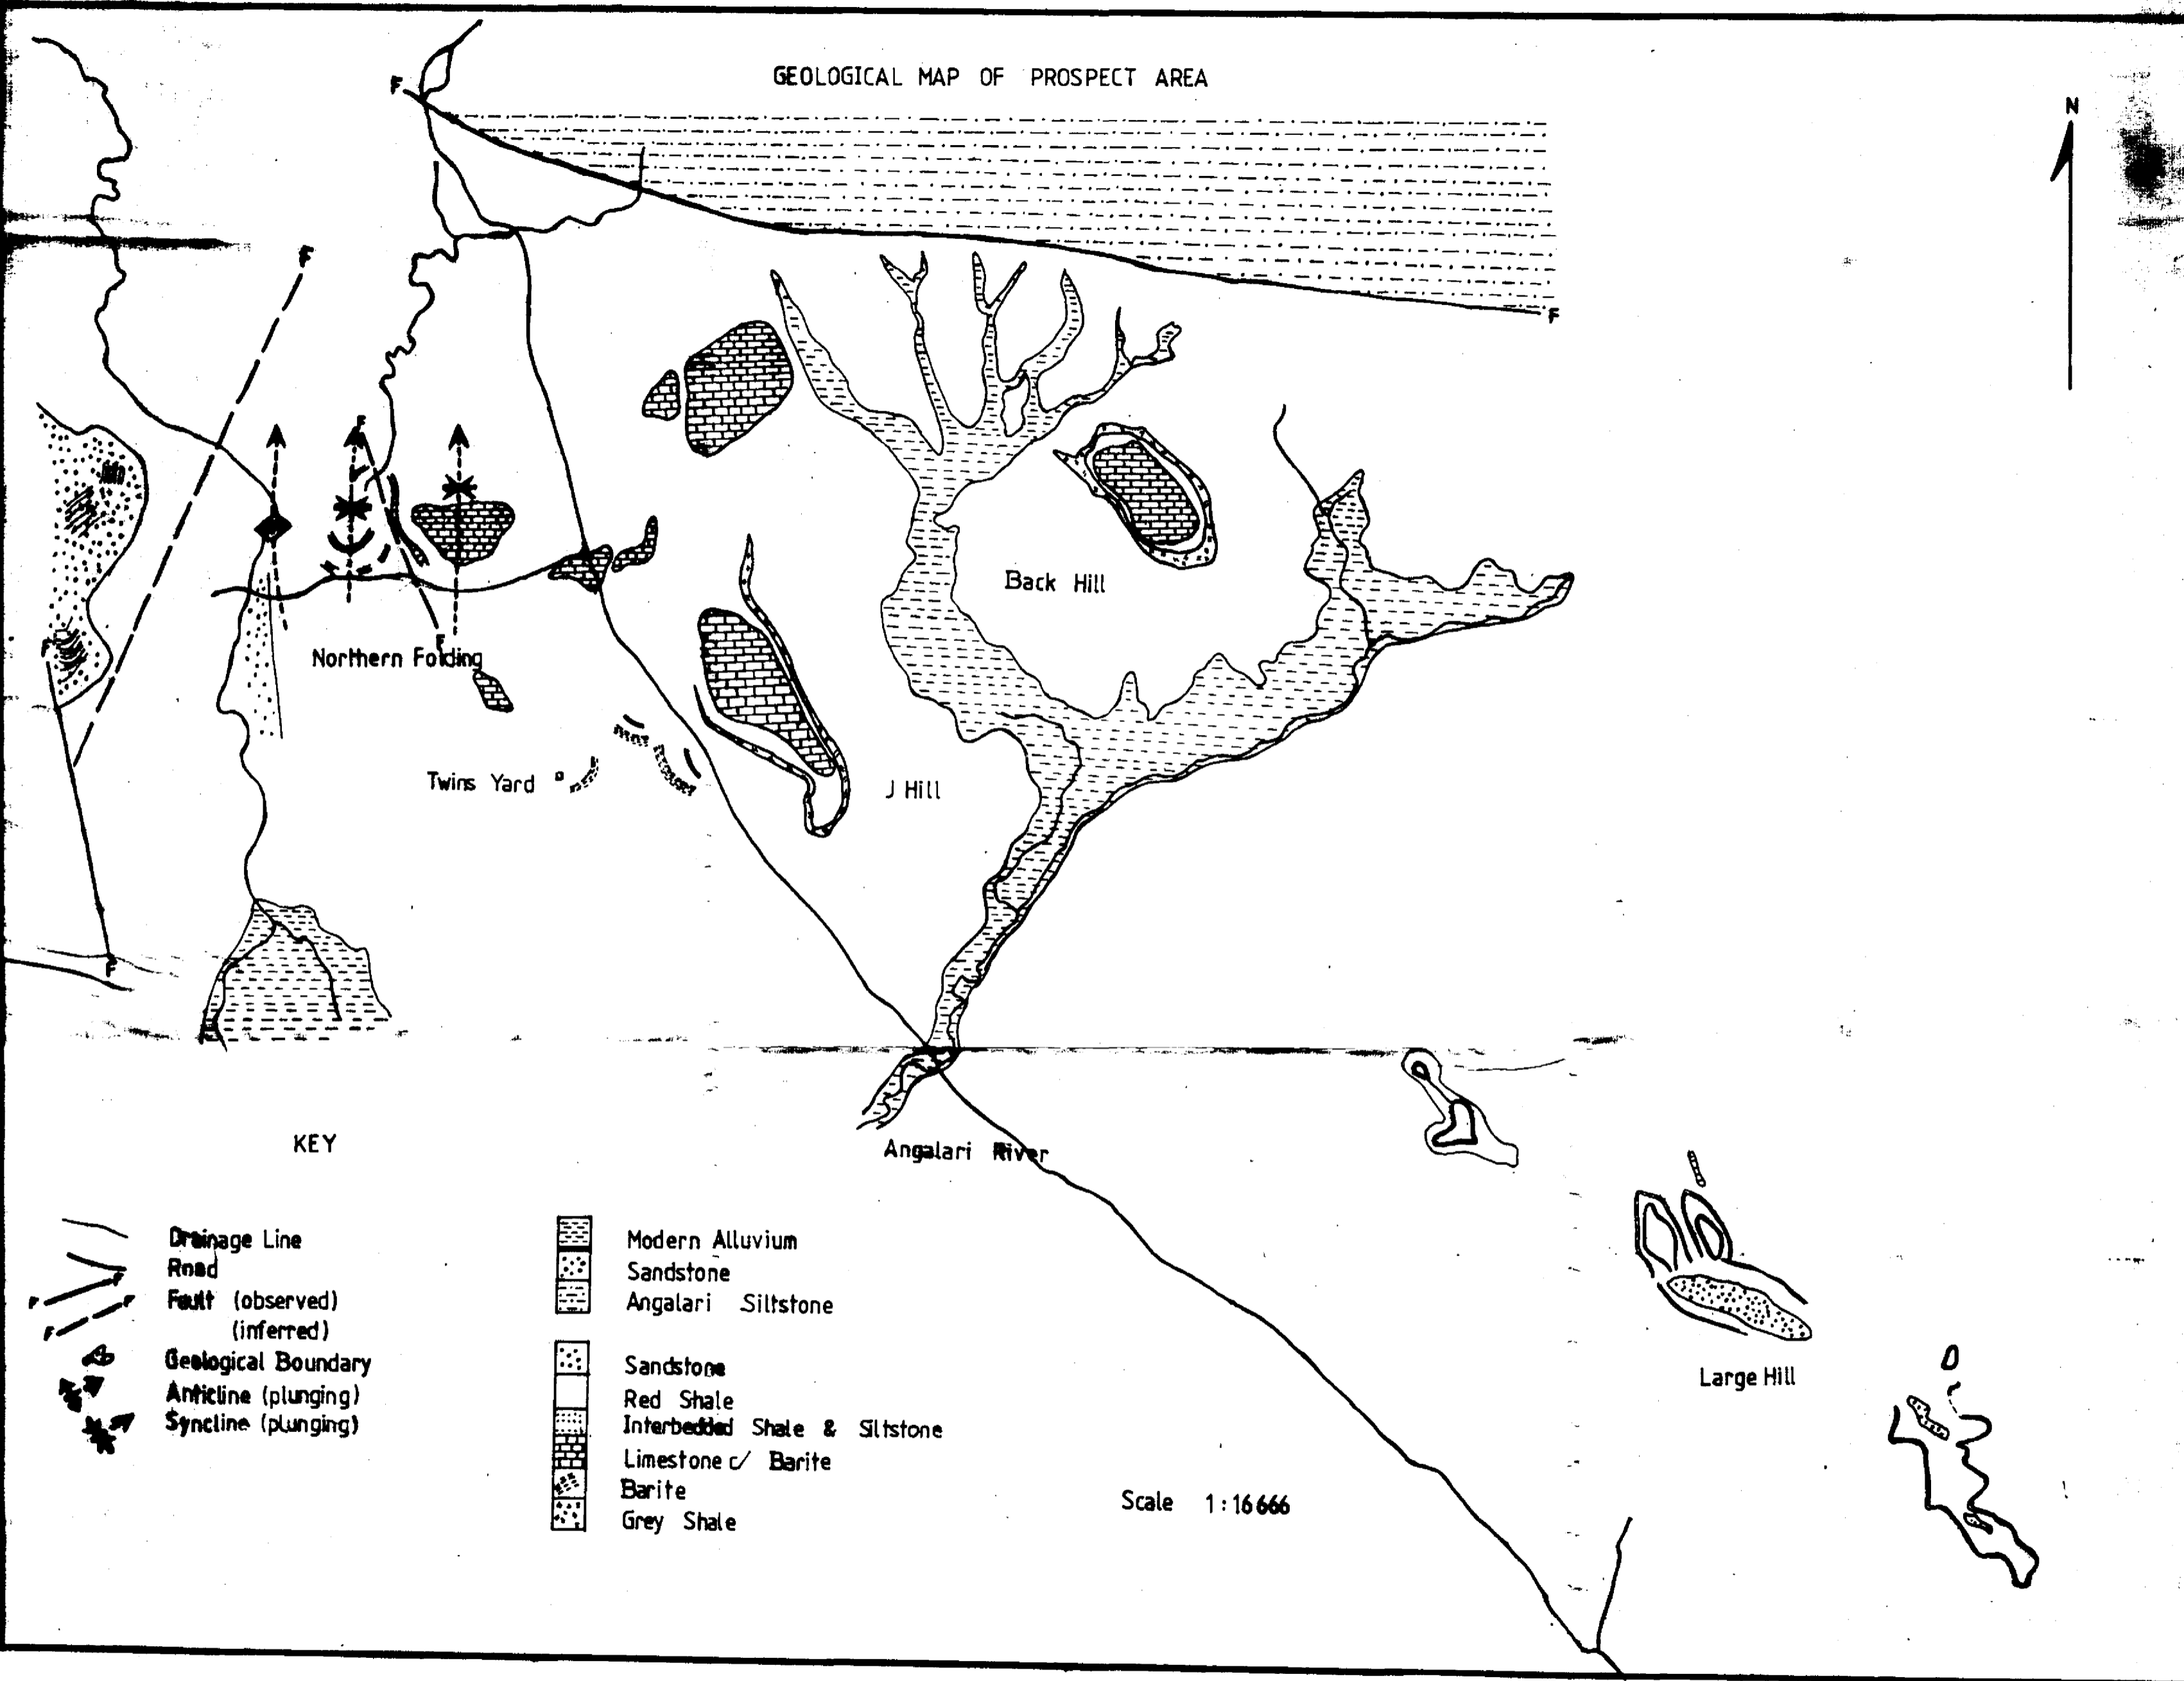 GEOLOGICAL MAP OF PROSPECT AREA
N
F
F
F
F
F
F
F
F
Back Hill
Northern Folding
Twins Yard
J Hill
Angalari River
Large Hill
KEY
Drainage Line
Road
F F Fault (observed)
F F (inferred)
Geological Boundary
Anticline (plunging)
Syncline (plunging)
Modern Alluvium
Sandstone
Angalari Siltstone
Sandstone
Red Shale
Interbedded Shale & Siltstone
Limestone c/ Barite
Barite
Grey Shale
Scale 1:16666